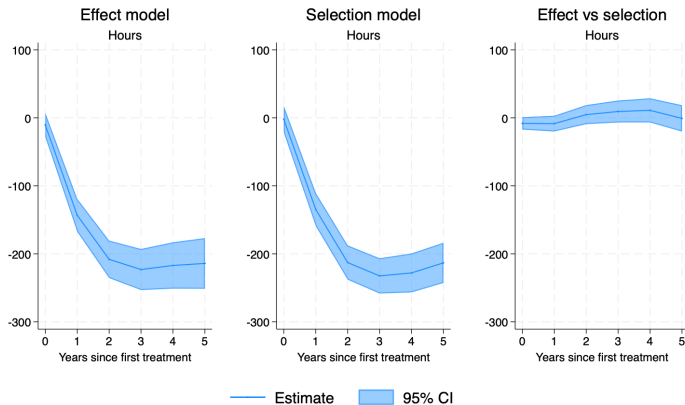 Effect model
Hours
100
0
-100
-200
-300
0 1 2 3 4 5
Years since first treatment
Selection model
Hours
100
0
-100
-200
-300
0 1 2 3 4 5
Years since first treatment
Effect vs selection
Hours
100
0
-100
-200
-300
0 1 2 3 4 5
Years since first treatment
Estimate 95% CI